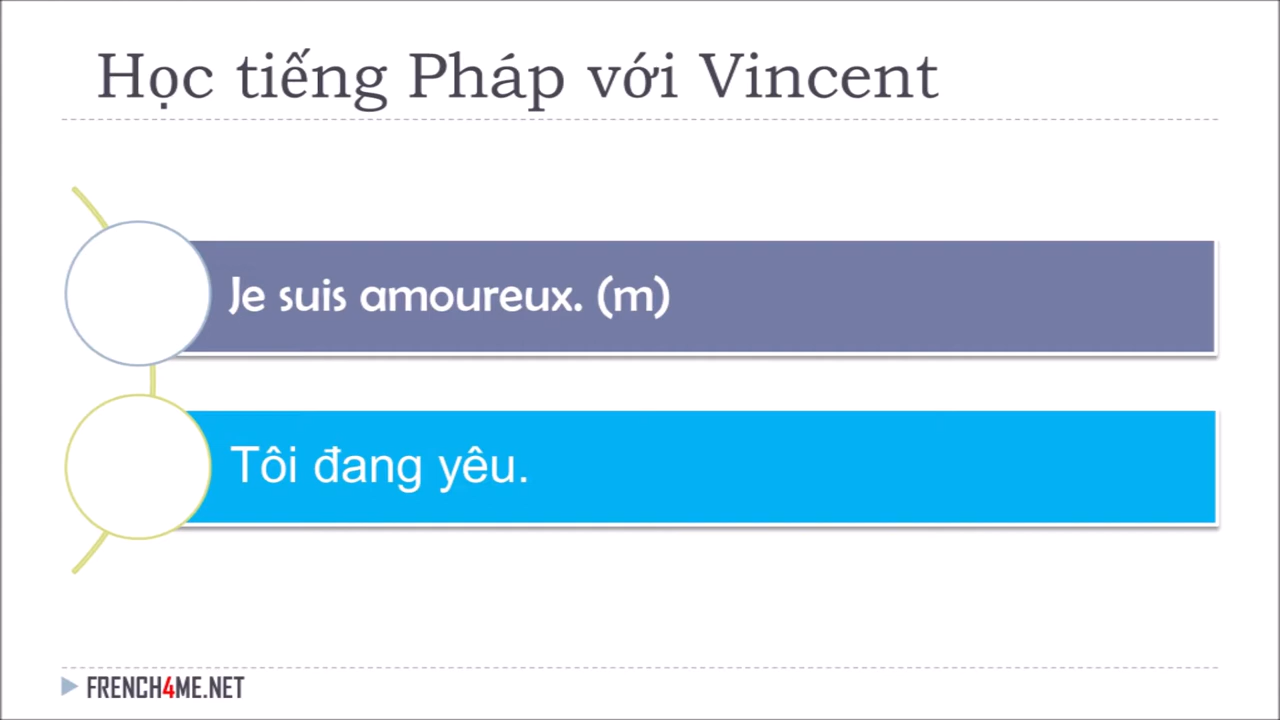 Học tiếng Pháp với Vincent
Je suis amoureux. (m)
Tôi đang yêu.
FRENCH4ME.NET